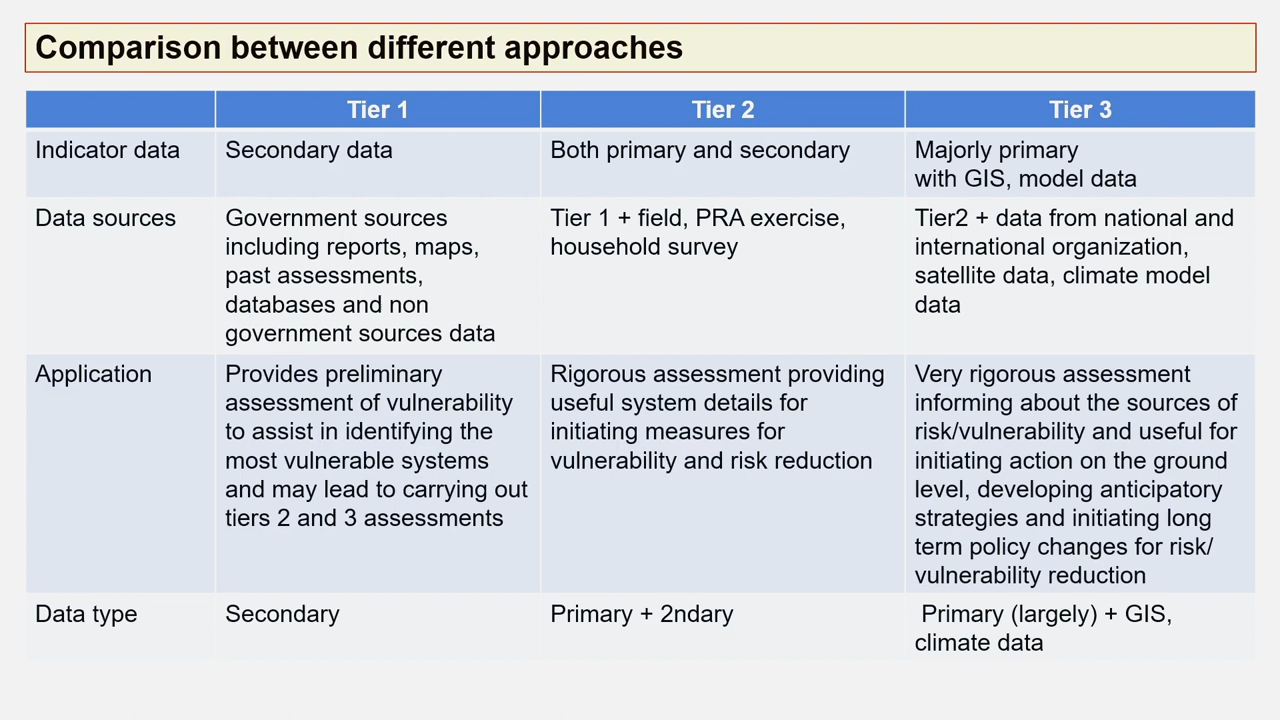 Comparison between different approaches
Tier 1
Tier 2
Tier 3
Indicator data
Secondary data
Both primary and secondary
Majorly primary
with GIS, model data
Data sources
Government sources
including reports, maps,
past assessments,
databases and non
government sources data
Tier 1 + field, PRA exercise,
household survey
Tier2 + data from national and
international organization,
satellite data, climate model
data
Application
Provides preliminary
assessment of vulnerability
to assist in identifying the
most vulnerable systems
and may lead to carrying out
tiers 2 and 3 assessments
Rigorous assessment providing
useful system details for
initiating measures for
vulnerability and risk reduction
Very rigorous assessment
informing about the sources of
risk/vulnerability and useful for
initiating action on the ground
level, developing anticipatory
strategies and initiating long
term policy changes for risk/
vulnerability reduction
Data type
Secondary
Primary + 2ndary
Primary (largely) + GIS,
climate data